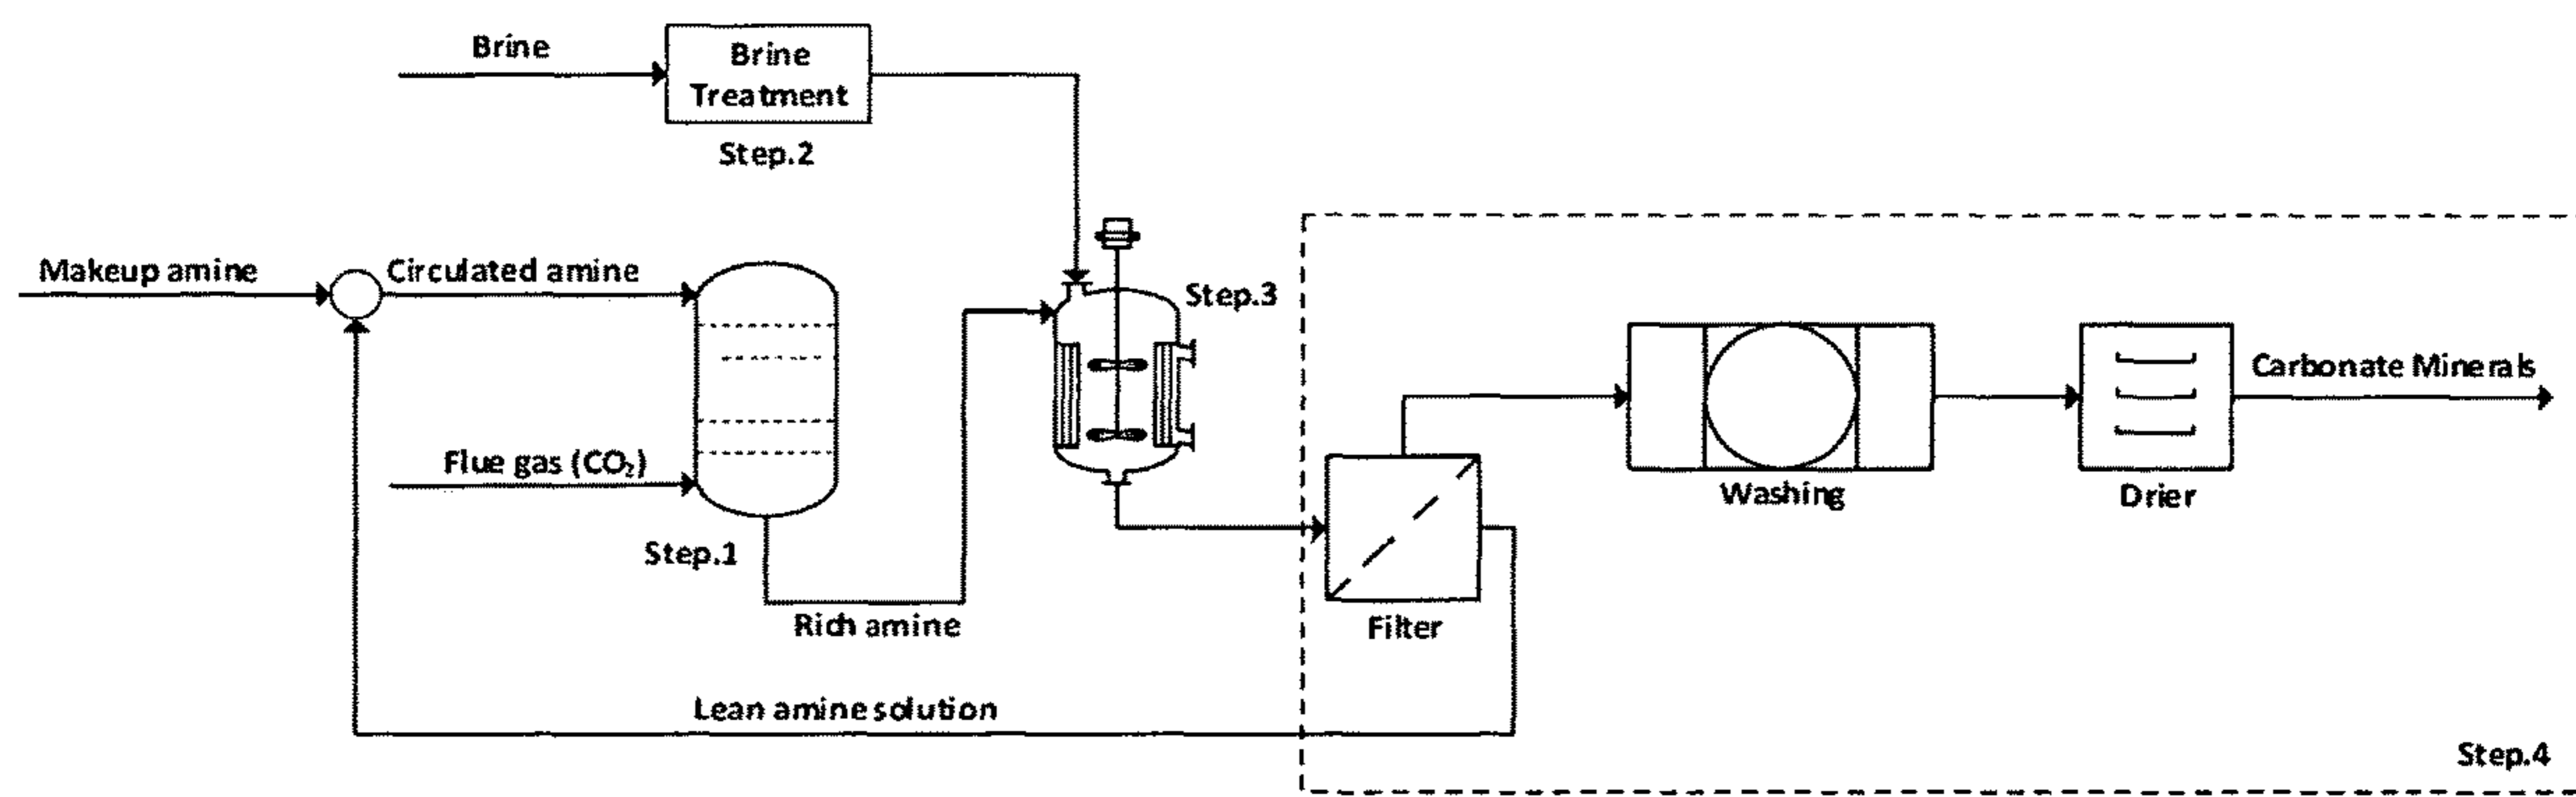 Brine
Brine
Treatment
Step.2
Makeup amine
Circulated amine
Step.3
Carbonate Minerals
Flue gas (CO₂)
Washing
Drier
Step.1
Rich amine
Filter
Lean amine solution
Step.4